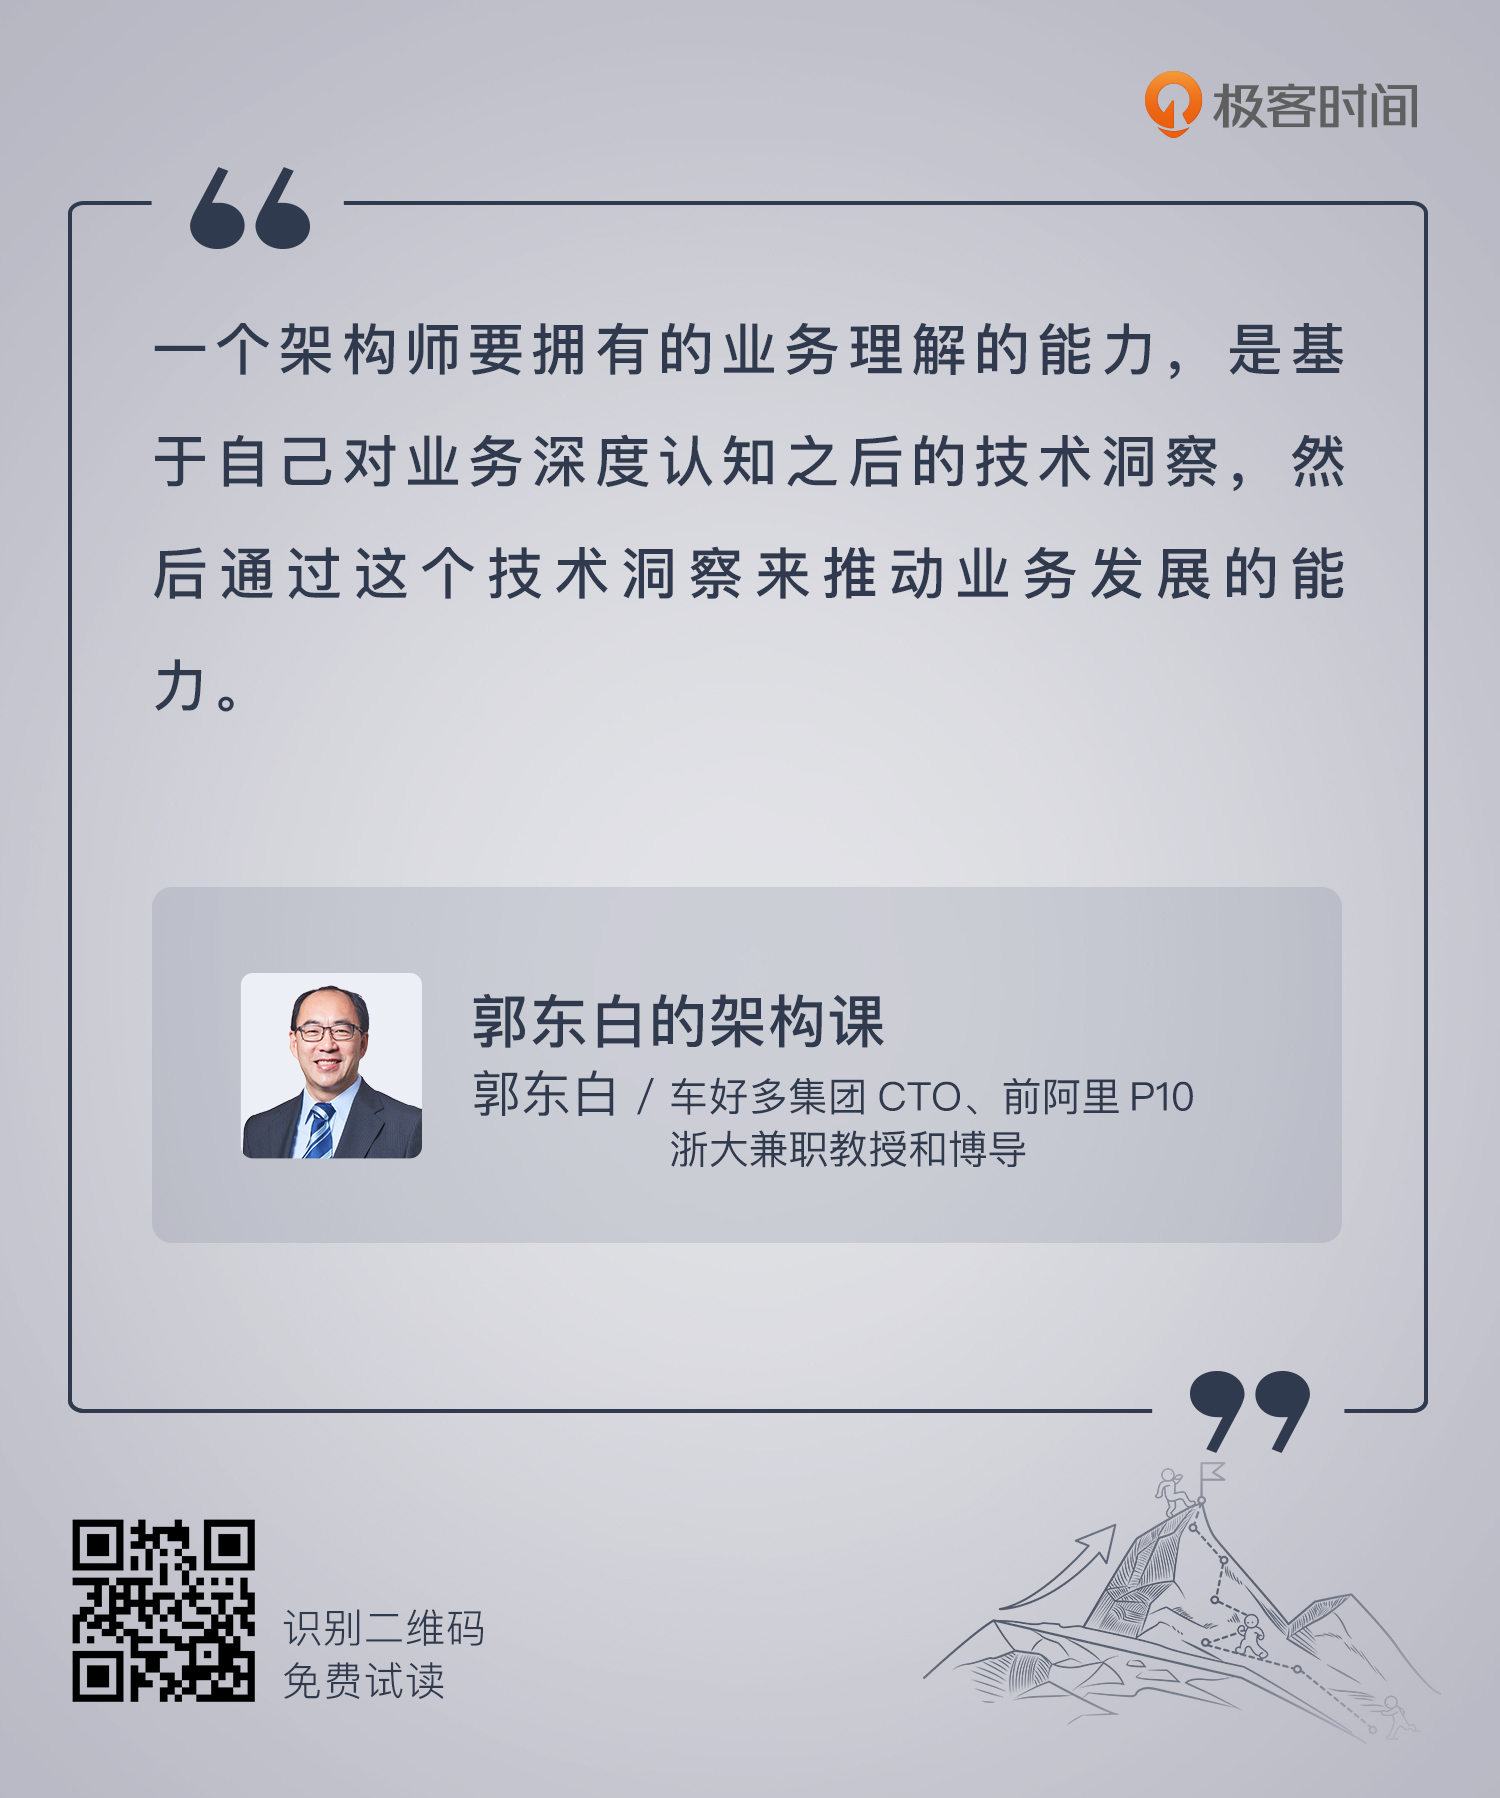 极客时间
一个架构师要拥有的业务理解的能力，是基
于自己对业务深度认知之后的技术洞察，然
后通过这个技术洞察来推动业务发展的能
力。
郭东白的架构课
郭东白 / 车好多集团 CTO、前阿里 P10
浙大兼职教授和博导
识别二维码
免费试读